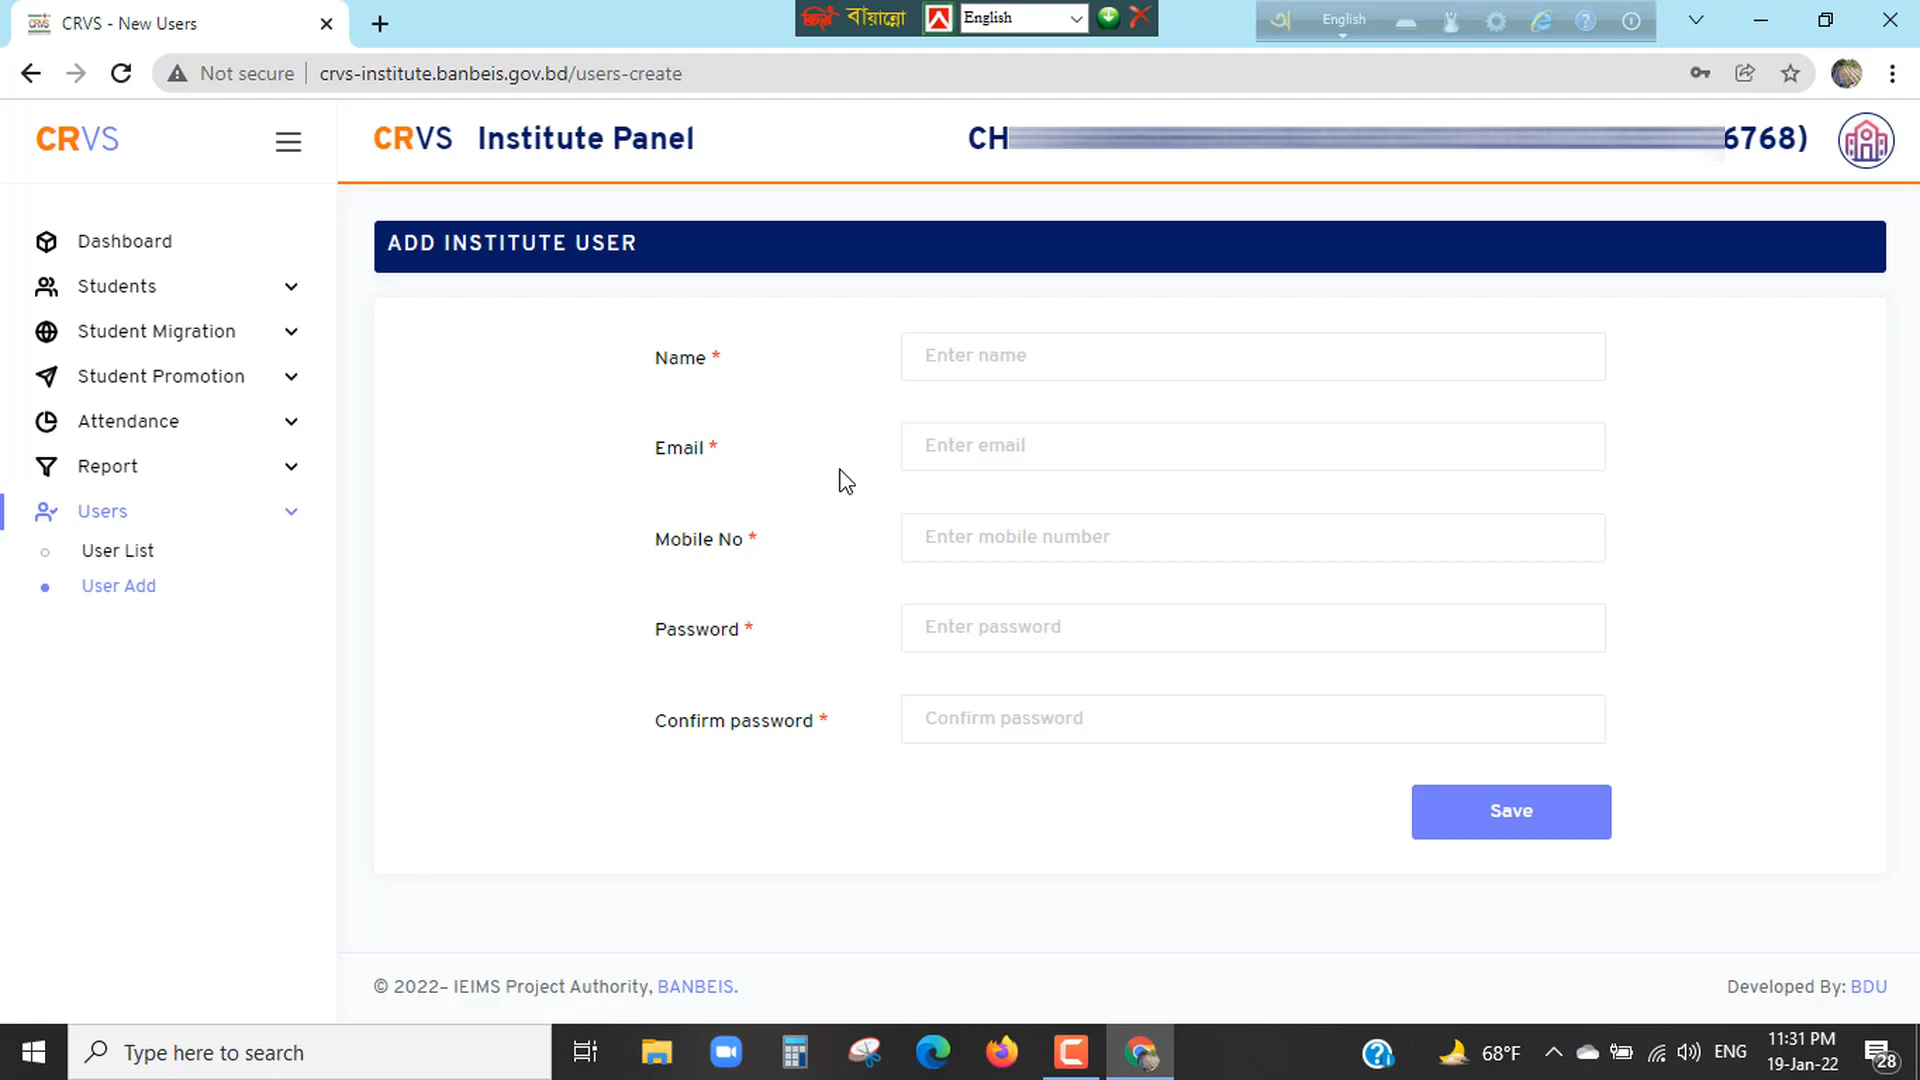 CRVS - New Users
বায়ান্নো
English
English
Not secure
crvs-institute.banbeis.gov.bd/users-create
CRVS
CRVS Institute Panel
CH
6768)
Dashboard
Students
Student Migration
Student Promotion
Attendance
Report
Users
User List
User Add
ADD INSTITUTE USER
Name *
Enter name
Email *
Enter email
Mobile No *
Enter mobile number
Password *
Enter password
Confirm password *
Confirm password
Save
© 2022– IEIMS Project Authority, BANBEIS.
Developed By: BDU
Type here to search
68°F
ENG
11:31 PM
19-Jan-22
28